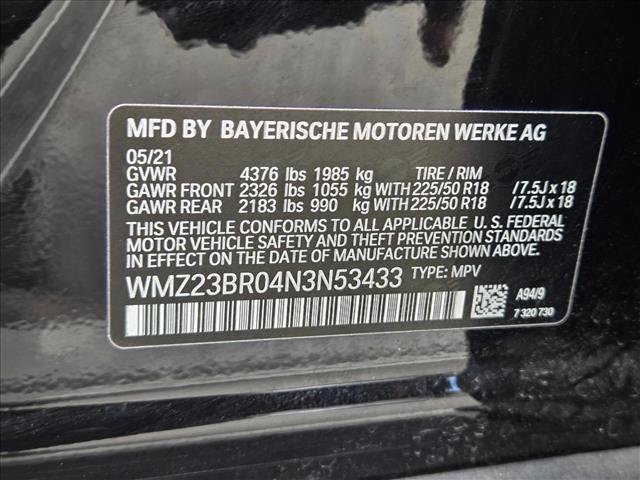 MFD BY BAYERISCHE MOTOREN WERKE AG
05/21
GVWR 4376 lbs 1985 kg TIRE / RIM
GAWR FRONT 2326 lbs 1055 kg WITH 225/50 R18 / 7.5J x 18
GAWR REAR 2183 lbs 990 kg WITH 225/50 R18 / 7.5J x 18
THIS VEHICLE CONFORMS TO ALL APPLICABLE U. S. FEDERAL
MOTOR VEHICLE SAFETY AND THEFT PREVENTION STANDARDS
IN EFFECT ON THE DATE OF MANUFACTURE SHOWN ABOVE.
WMZ23BR04N3N53433 TYPE: MPV
A94/9
7 320 730